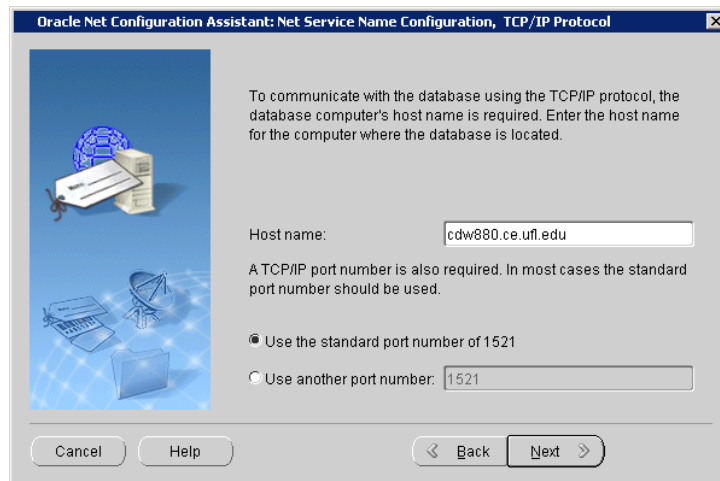 Oracle Net Configuration Assistant: Net Service Name Configuration, TCP/IP Protocol
To communicate with the database using the TCP/IP protocol, the
database computer's host name is required. Enter the host name
for the computer where the database is located.
Host name: cdw880.ce.ufl.edu
A TCP/IP port number is also required. In most cases the standard
port number should be used.
Use the standard port number of 1521
Use another port number: 1521
Cancel Help Back Next